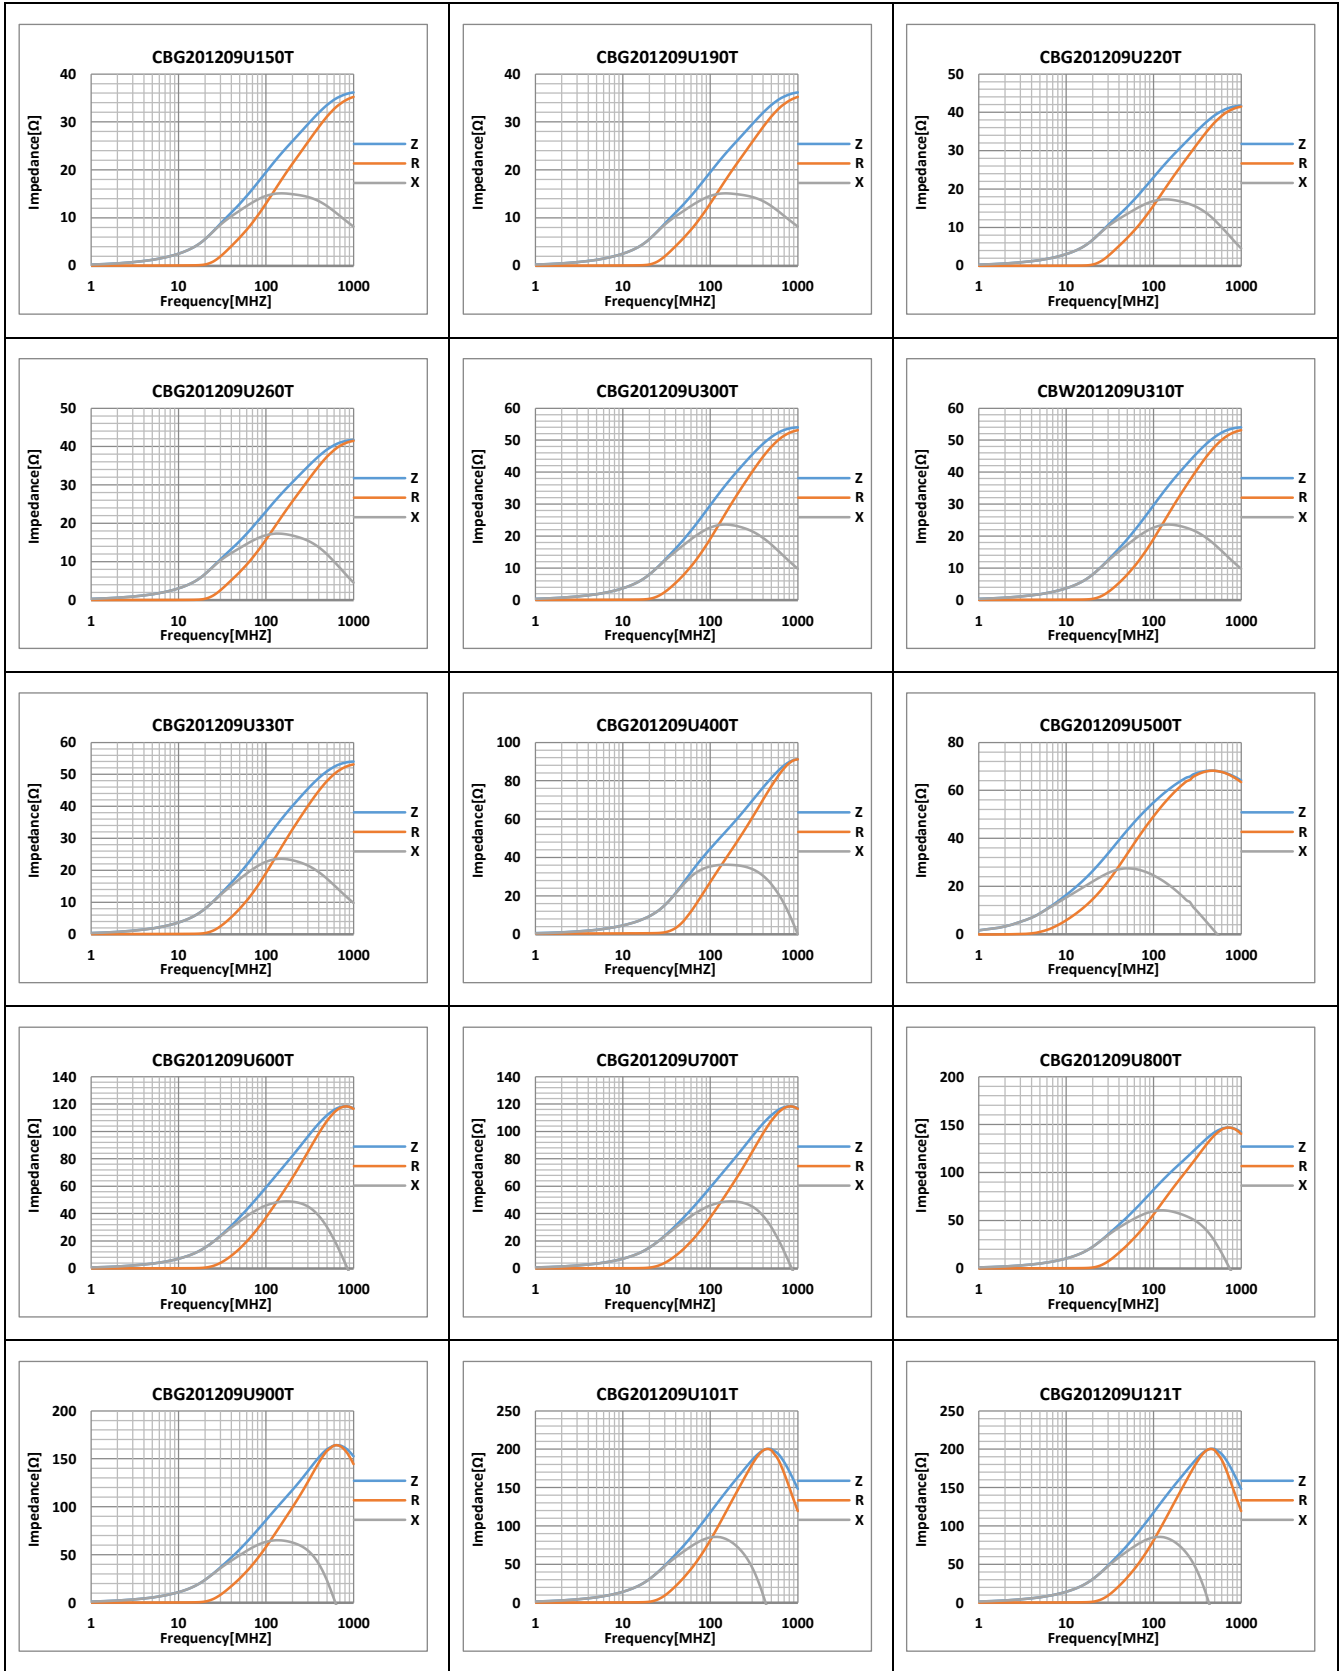 CBG201209U150T
Impedance[Ω]
40
30
20
10
0
1 10 100 1000
Frequency[MHZ]
Z
R
X
CBG201209U190T
Impedance[Ω]
40
30
20
10
0
1 10 100 1000
Frequency[MHZ]
Z
R
X
CBG201209U220T
Impedance[Ω]
50
40
30
20
10
0
1 10 100 1000
Frequency[MHZ]
Z
R
X
CBG201209U260T
Impedance[Ω]
50
40
30
20
10
0
1 10 100 1000
Frequency[MHZ]
Z
R
X
CBG201209U300T
Impedance[Ω]
60
50
40
30
20
10
0
1 10 100 1000
Frequency[MHZ]
Z
R
X
CBW201209U310T
Impedance[Ω]
60
50
40
30
20
10
0
1 10 100 1000
Frequency[MHZ]
Z
R
X
CBG201209U330T
Impedance[Ω]
60
50
40
30
20
10
0
1 10 100 1000
Frequency[MHZ]
Z
R
X
CBG201209U400T
Impedance[Ω]
100
80
60
40
20
0
1 10 100 1000
Frequency[MHZ]
Z
R
X
CBG201209U500T
Impedance[Ω]
80
60
40
20
0
1 10 100 1000
Frequency[MHZ]
Z
R
X
CBG201209U600T
Impedance[Ω]
140
120
100
80
60
40
20
0
1 10 100 1000
Frequency[MHZ]
Z
R
X
CBG201209U700T
Impedance[Ω]
140
120
100
80
60
40
20
0
1 10 100 1000
Frequency[MHZ]
Z
R
X
CBG201209U800T
Impedance[Ω]
200
150
100
50
0
1 10 100 1000
Frequency[MHZ]
Z
R
X
CBG201209U900T
Impedance[Ω]
200
150
100
50
0
1 10 100 1000
Frequency[MHZ]
Z
R
X
CBG201209U101T
Impedance[Ω]
250
200
150
100
50
0
1 10 100 1000
Frequency[MHZ]
Z
R
X
CBG201209U121T
Impedance[Ω]
250
200
150
100
50
0
1 10 100 1000
Frequency[MHZ]
Z
R
X